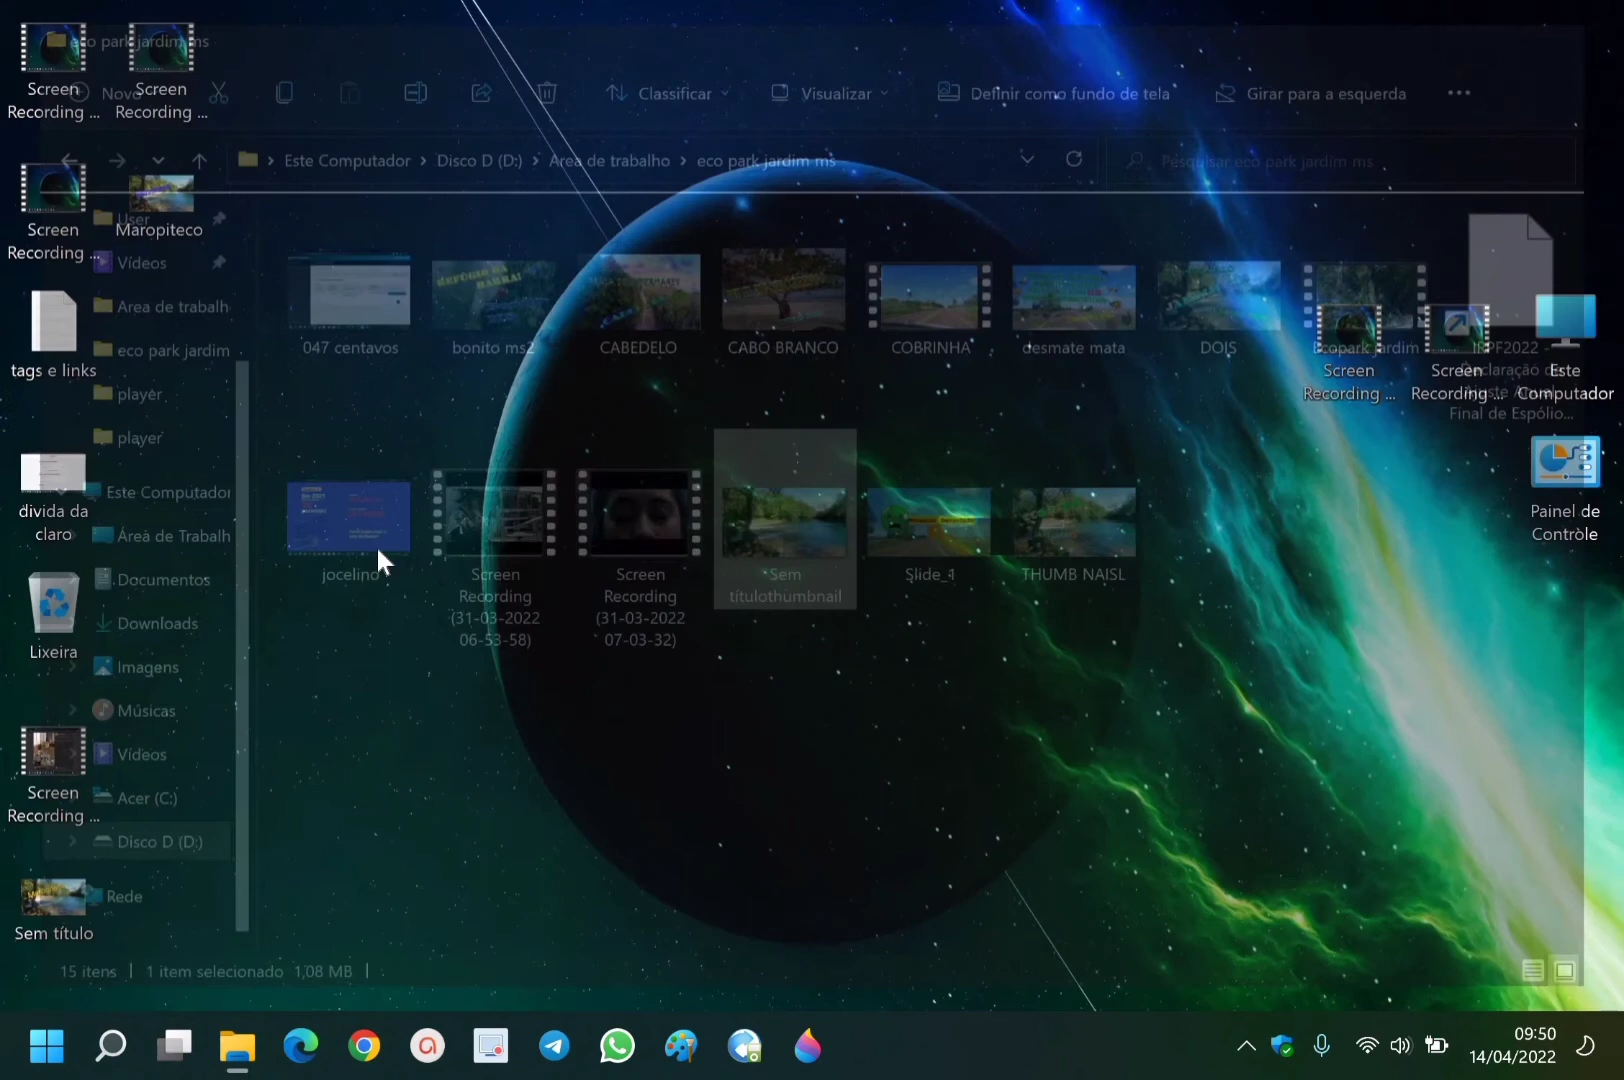 eco park jardim ms
Novo
Classificar
Visualizar
Definir como fundo de tela
Girar para a esquerda
Este Computador
Disco D (D:)
Area de trabalho
eco park jardim ms
Pesquisar eco park jardim ms
Screen
Recording ...
Screen
Recording ...
Screen
Recording ...
Maropiteco
tags e links
divida da
claro
Lixeira
Screen
Recording ...
Sem título
User
Vídeos
Area de trabalh
eco park jardim
player
player
Este Computador
Área de Trabalh
Documentos
Downloads
Imagens
Músicas
Vídeos
Acer (C:)
Disco D (D:)
Rede
047 centavos
bonito ms2
CABEDELO
CABO BRANCO
COBRINHA
desmate mata
DOIS
Ecopark Jardim
IRPF2022 -
Final de Espólio...
Screen
Recording ...
Screen
Recording ...
Este
Computador
Painel de
Controle
jocelino
Screen
Recording
(31-03-2022
06-53-58)
Screen
Recording
(31-03-2022
07-03-32)
Sem
títulothumbnail
Slide_1
THUMB NAISL
15 itens
1 item selecionado 1,08 MB
09:50
14/04/2022